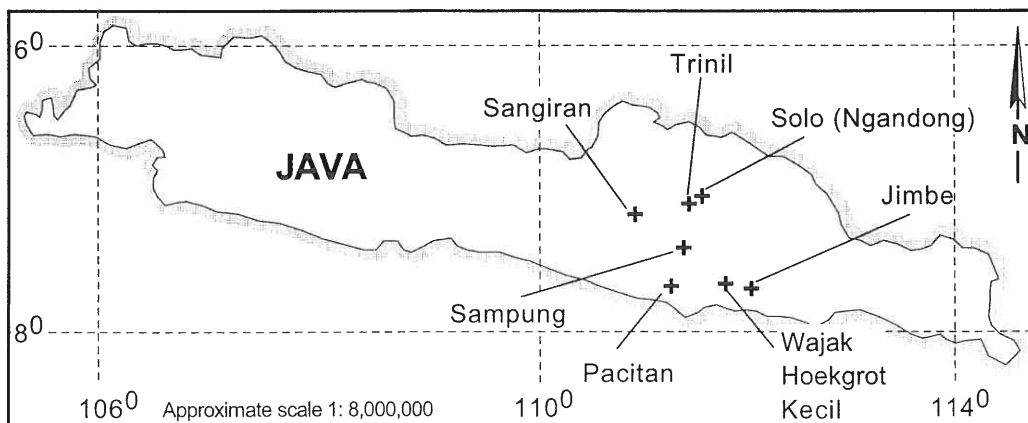 6⁰
Trinil
Sangiran
Solo (Ngandong)
N
JAVA
Jimbe
Sampung
8⁰
Pacitan
Wajak
Hoekgrot
Kecil
106⁰
Approximate scale 1: 8,000,000
110⁰
114⁰